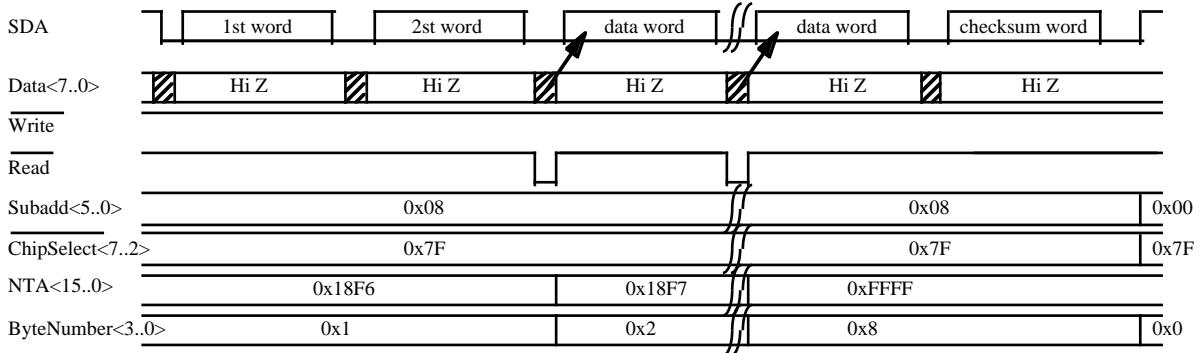 SDA 1st word 2st word data word data word checksum word
Data<7..0> Hi Z Hi Z Hi Z Hi Z Hi Z
Write
Read
Subadd<5..0> 0x08 0x08 0x00
ChipSelect<7..2> 0x7F 0x7F 0x7F
NTA<15..0> 0x18F6 0x18F7 0xFFFF
ByteNumber<3..0> 0x1 0x2 0x8 0x0